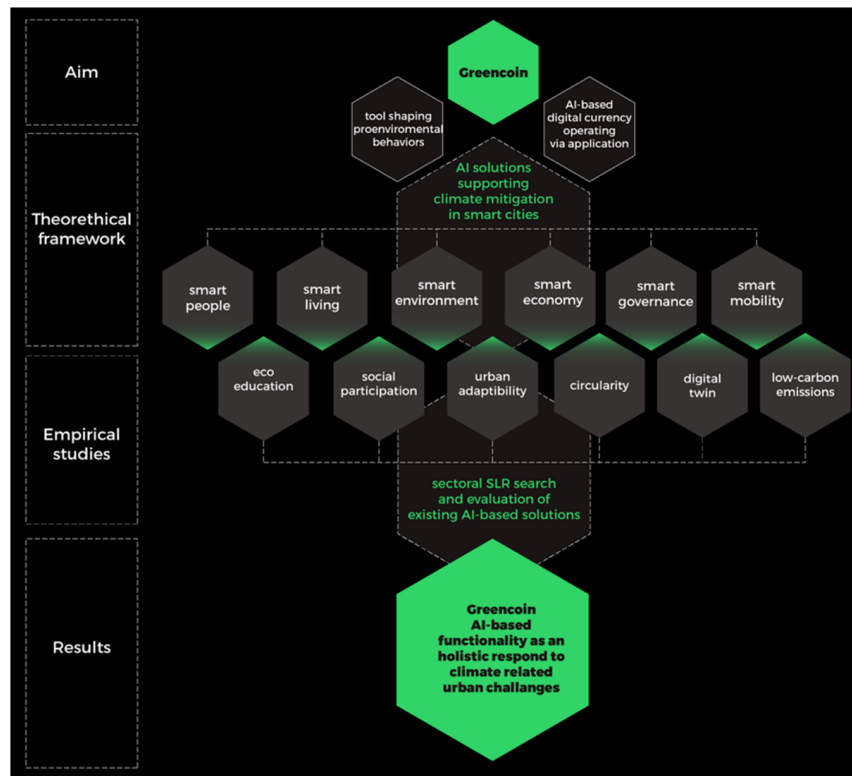 Aim
Greencoin
tool shaping
proenviromental
behaviors
AI-based
digital currency
operating
via application
Theorethical
framework
AI solutions
supporting
climate mitigation
in smart cities
smart
people
smart
living
smart
environment
smart
economy
smart
governance
smart
mobility
Empirical
studies
eco
education
social
participation
urban
adaptibility
circularity
digital
twin
low-carbon
emissions
sectoral SLR search
and evaluation of
existing AI-based solutions
Results
Greencoin
AI-based
functionality as an
holistic respond to
climate related
urban challanges